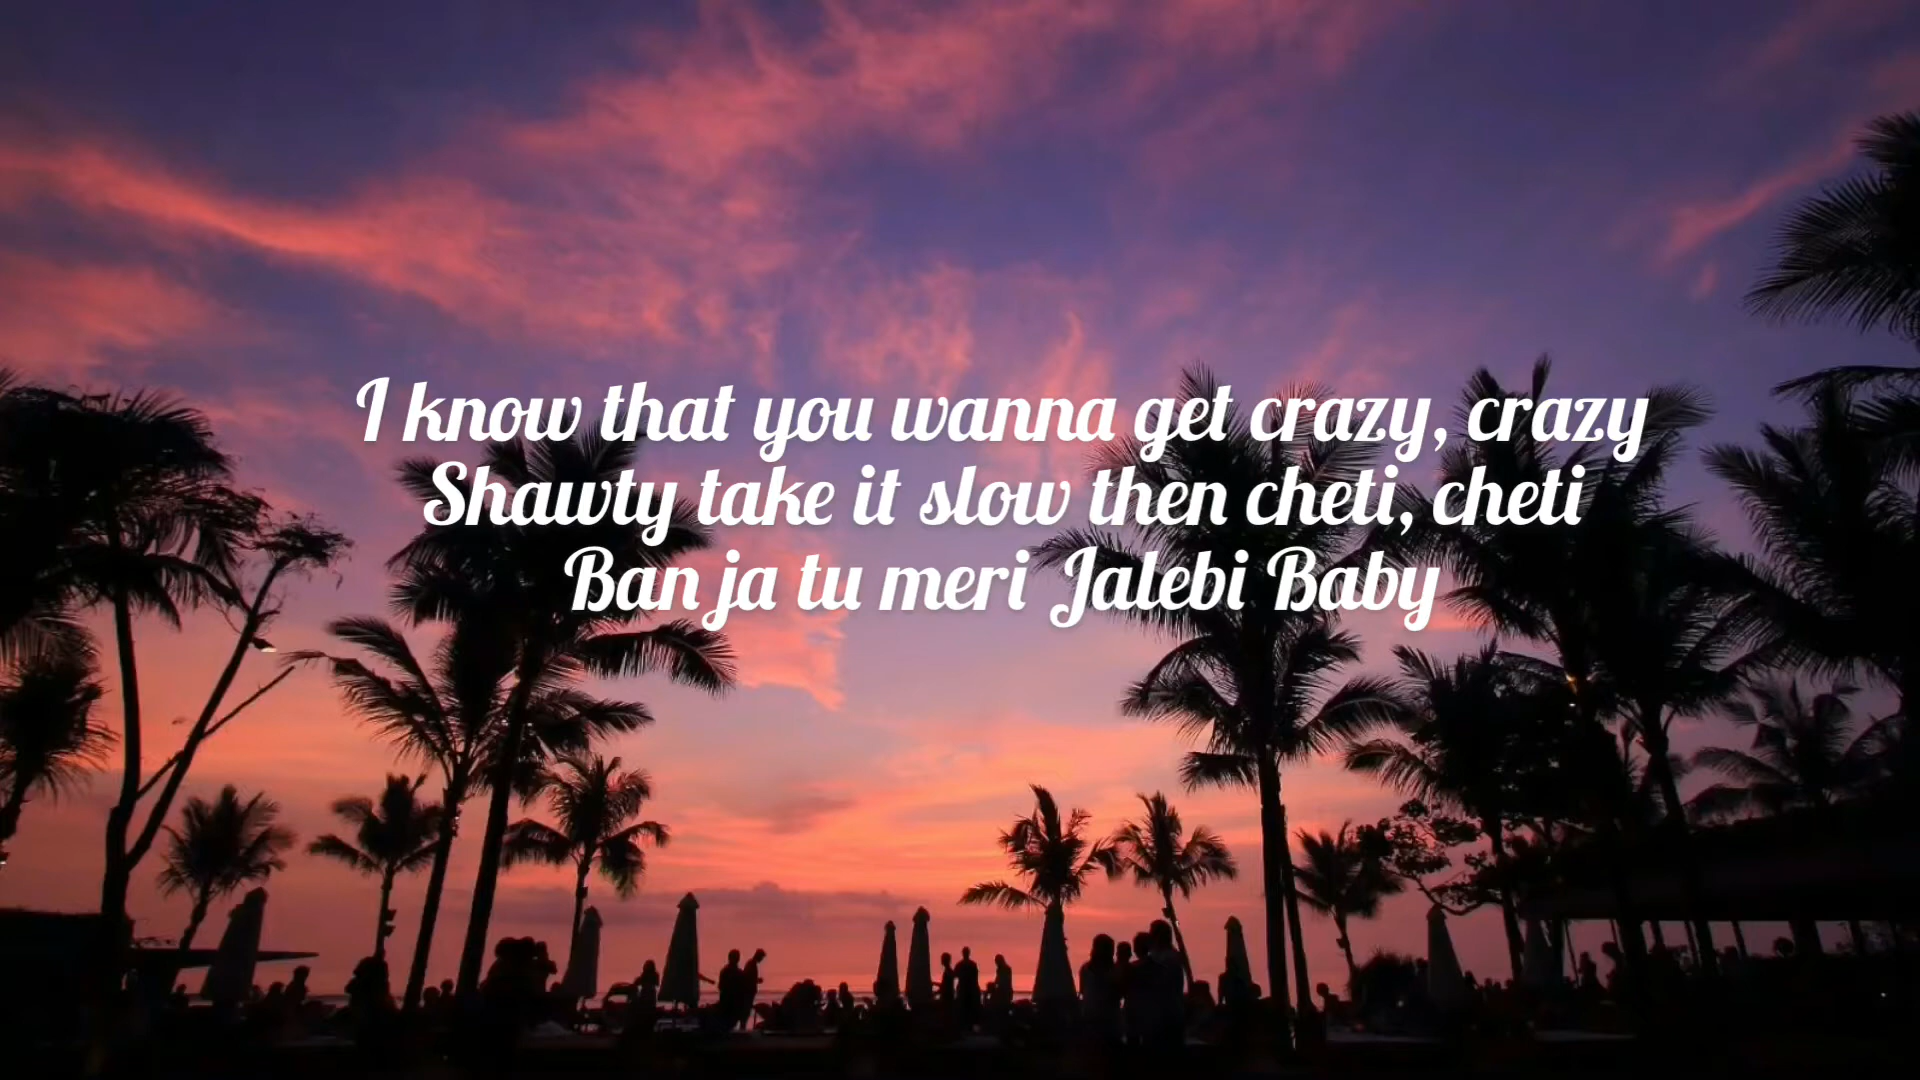 I know that you wanna get crazy, crazy
Shawty take it slow then cheti, cheti
Ban ja tu meri Jalebi Baby